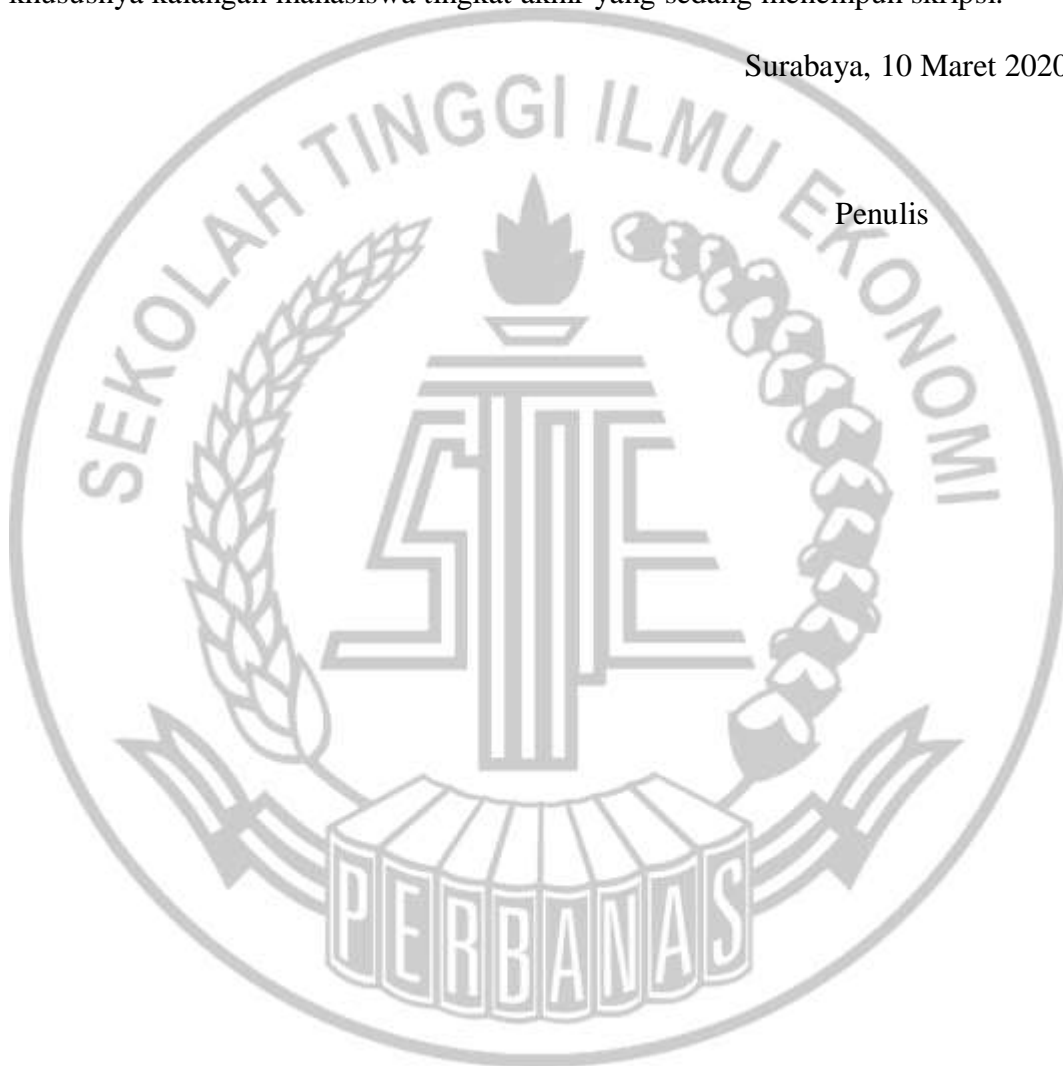 khususnya kalangan mahasiswa tingkat akhir yang sedang menempuh skripsi.
Surabaya, 10 Maret 2020
Penulis
SEKOLAH TINGGI ILMU EKONOMI
STIE
PERBANAS